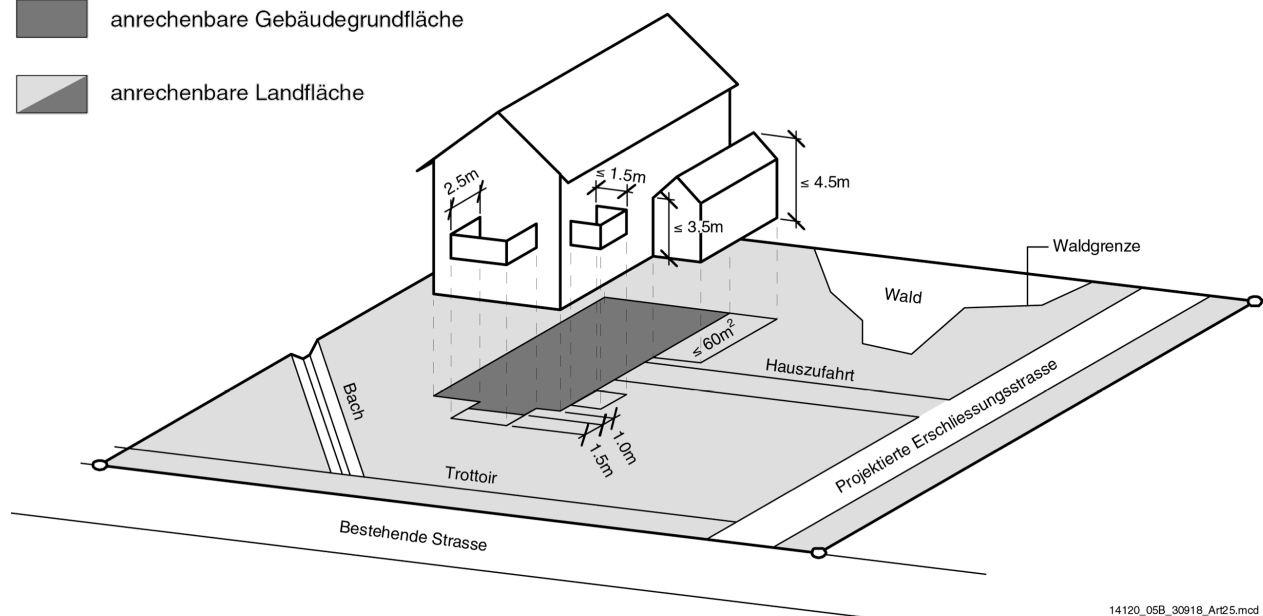 anrechenbare Gebäudegrundfläche
anrechenbare Landfläche
2.5m
≤ 1.5m
≤ 4.5m
≤ 3.5m
Waldgrenze
Wald
≤ 60m²
Hauszufahrt
Bach
Projektierte Erschliessungsstrasse
1.0m
1.5m
Trottoir
Bestehende Strasse
14120_05B_30918_Art25.mcd